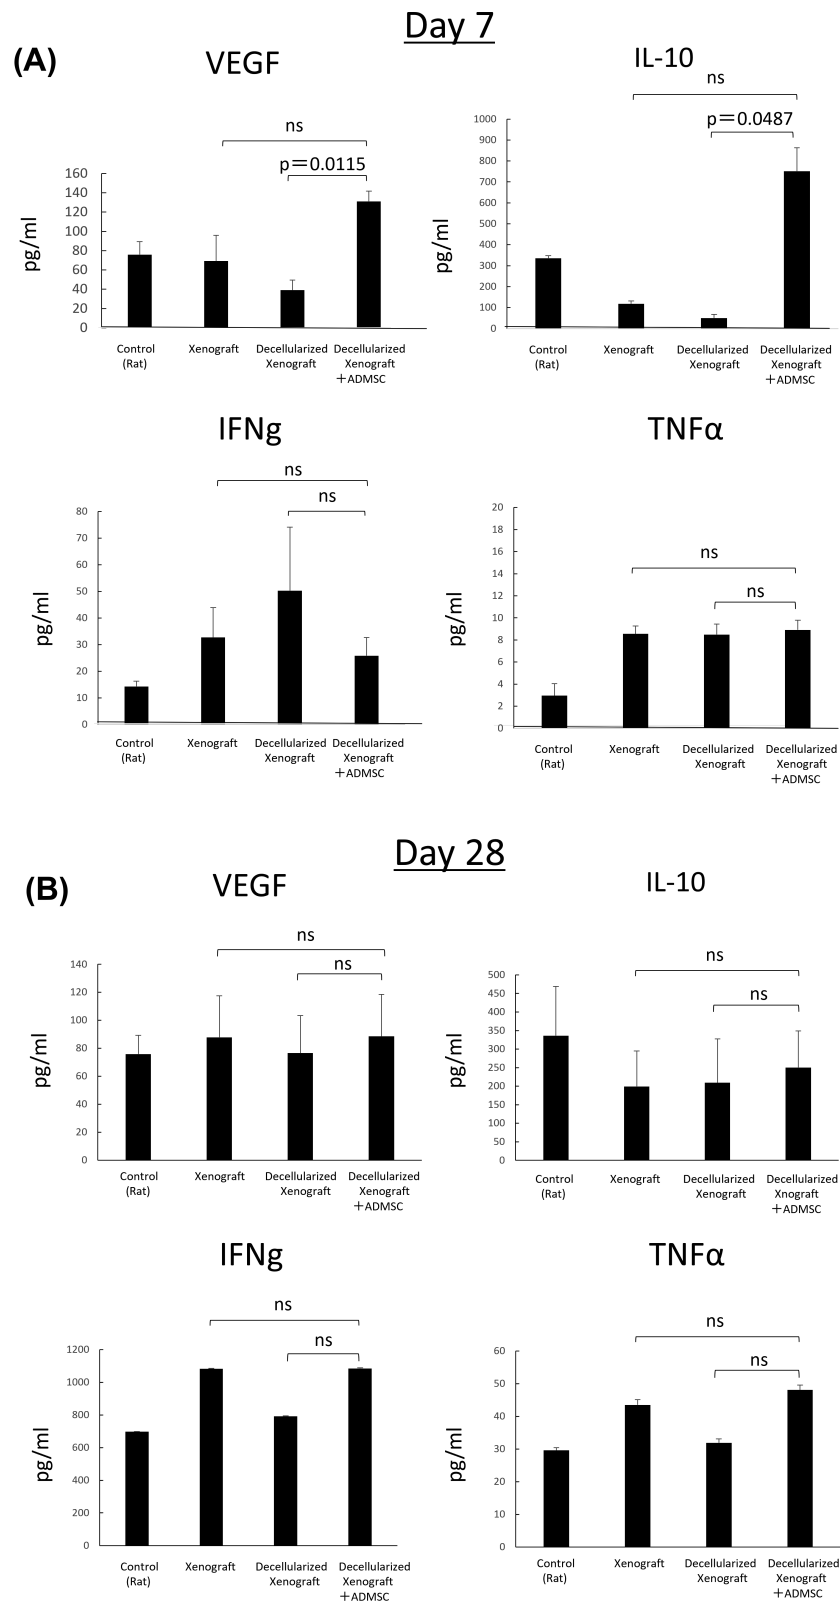 Day 7
(A)
VEGF
ns
p=0.0115
pg/ml
160
140
120
100
80
60
40
20
0
Control
(Rat)
Xenograft
Decellularized
Xenograft
Decellularized
Xenograft
+ADMSC
IL-10
ns
p=0.0487
pg/ml
1000
900
800
700
600
500
400
300
200
100
0
Control
(Rat)
Xenograft
Decellularized
Xenograft
Decellularized
Xenograft
+ADMSC
IFNg
ns
ns
pg/ml
80
70
60
50
40
30
20
10
0
Control
(Rat)
Xenograft
Decellularized
Xenograft
Decellularized
Xenograft
+ADMSC
TNFα
ns
ns
pg/ml
20
18
16
14
12
10
8
6
4
2
0
Control
(Rat)
Xenograft
Decellularized
Xenograft
Decellularized
Xenograft
+ADMSC
Day 28
(B)
VEGF
ns
ns
pg/ml
140
120
100
80
60
40
20
0
Control
(Rat)
Xenograft
Decellularized
Xenograft
Decellularized
Xenograft
+ADMSC
IL-10
ns
ns
pg/ml
500
450
400
350
300
250
200
150
100
50
0
Control
(Rat)
Xenograft
Decellularized
Xenograft
Decellularized
Xnograft
+ADMSC
IFNg
ns
ns
pg/ml
1200
1000
800
600
400
200
0
Control
(Rat)
Xenograft
Decellularized
Xenograft
Decellularized
Xenograft
+ADMSC
TNFα
ns
ns
pg/ml
60
50
40
30
20
10
0
Control
(Rat)
Xenograft
Decellularized
Xenograft
Decellularized
Xenograft
+ADMSC